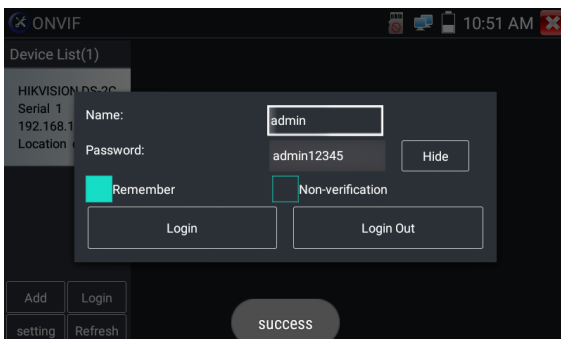 ONVIF
10:51 AM
Device List(1)
HIKVISION DS-2C
Serial 1
192.168.1
Location
Name:
admin
Password:
admin12345
Hide
Remember
Non-verification
Login
Login Out
Add
Login
setting
Refresh
success